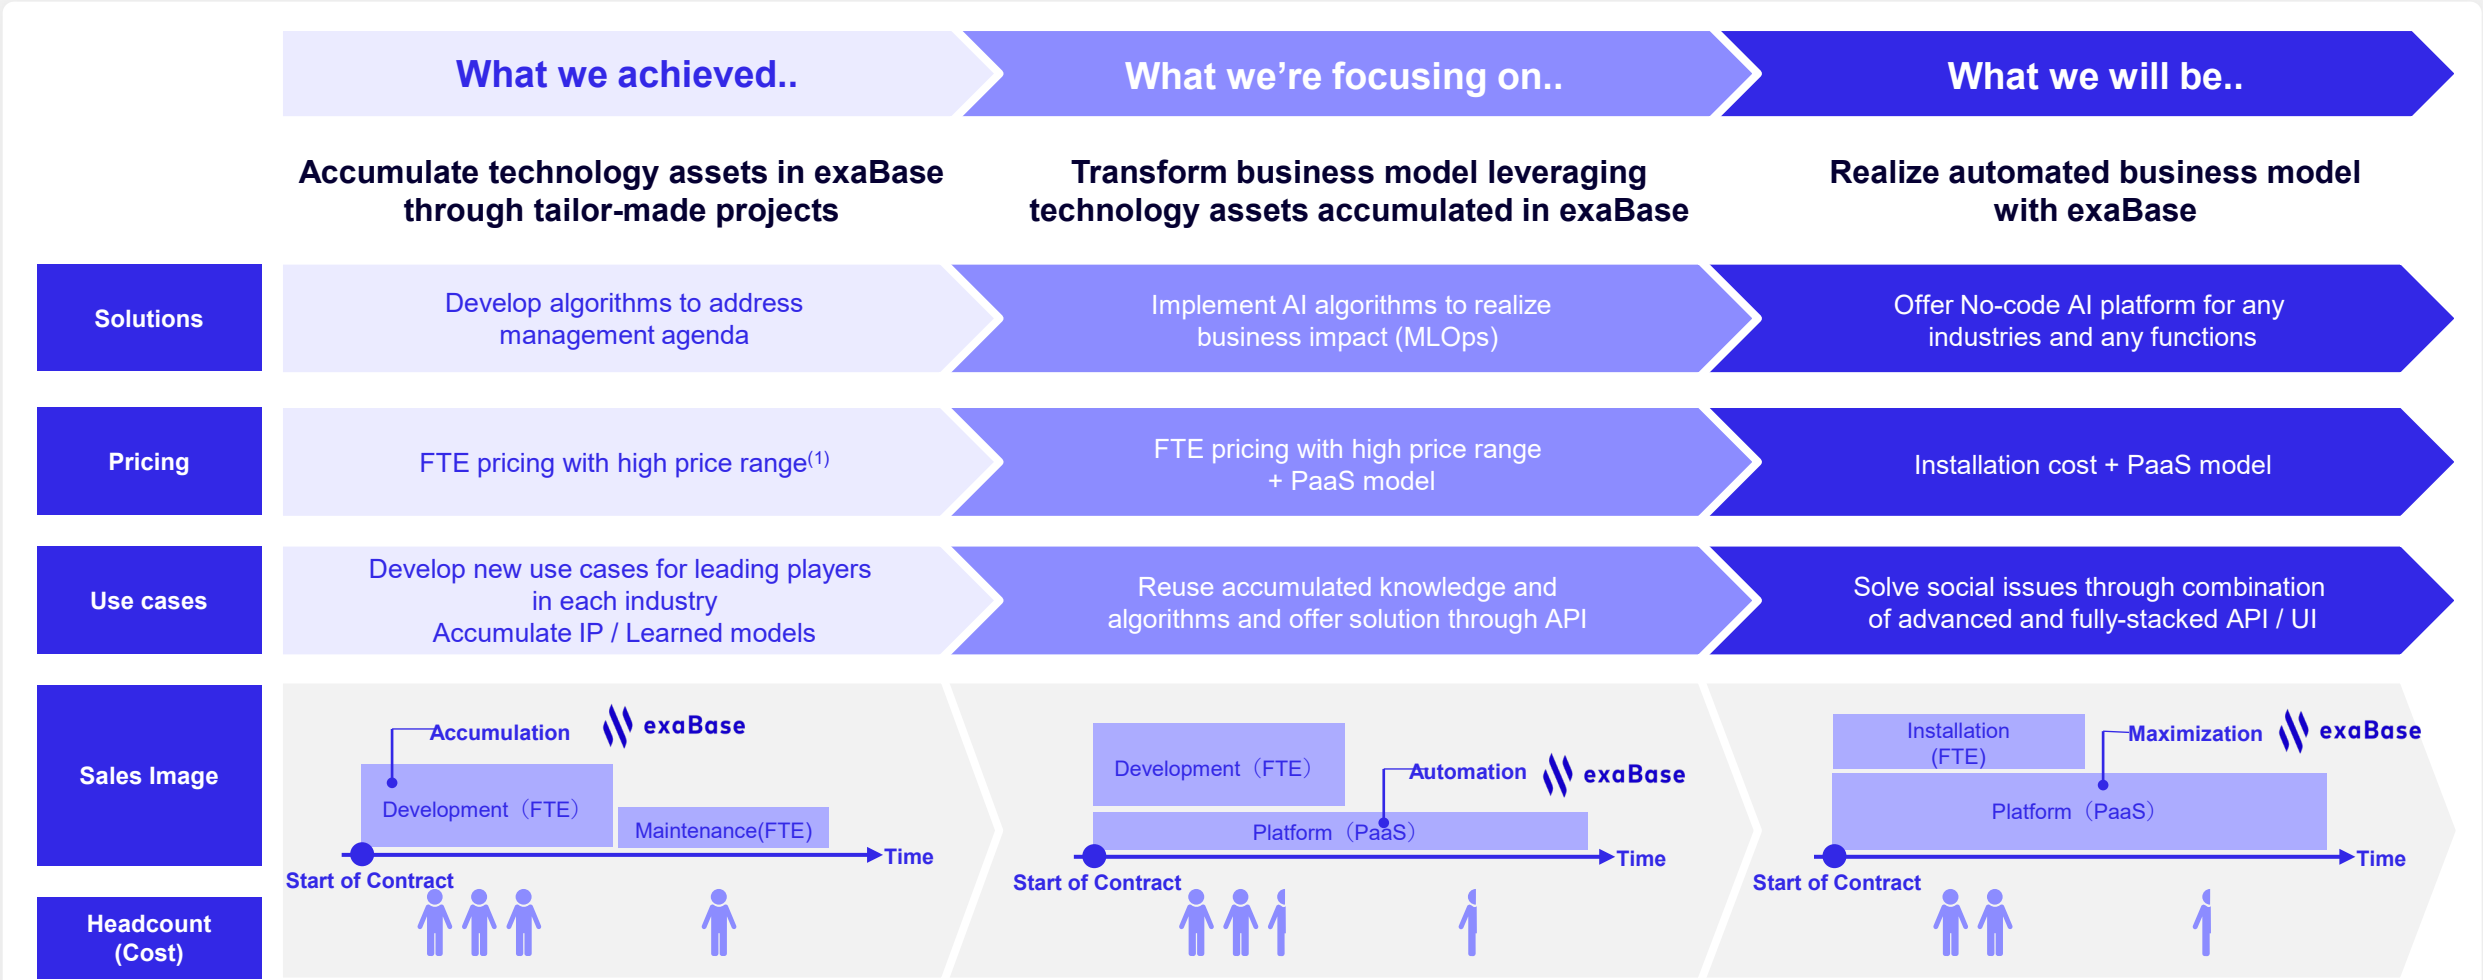 What we achieved..
What we’re focusing on..
What we will be..
Accumulate technology assets in exaBase
through tailor-made projects
Transform business model leveraging
technology assets accumulated in exaBase
Realize automated business model
with exaBase
Solutions
Develop algorithms to address
management agenda
Implement AI algorithms to realize
business impact (MLOps)
Offer No-code AI platform for any
industries and any functions
Pricing
FTE pricing with high price range(1)
FTE pricing with high price range
+ PaaS model
Installation cost + PaaS model
Use cases
Develop new use cases for leading players
in each industry
Accumulate IP / Learned models
Reuse accumulated knowledge and
algorithms and offer solution through API
Solve social issues through combination
of advanced and fully-stacked API / UI
Sales Image
Accumulation
exaBase
Development（FTE）
Maintenance(FTE)
Time
Start of Contract
Development（FTE）
Automation
exaBase
Platform（PaaS）
Time
Start of Contract
Installation
(FTE)
Maximization
exaBase
Platform（PaaS）
Time
Start of Contract
Headcount
(Cost)